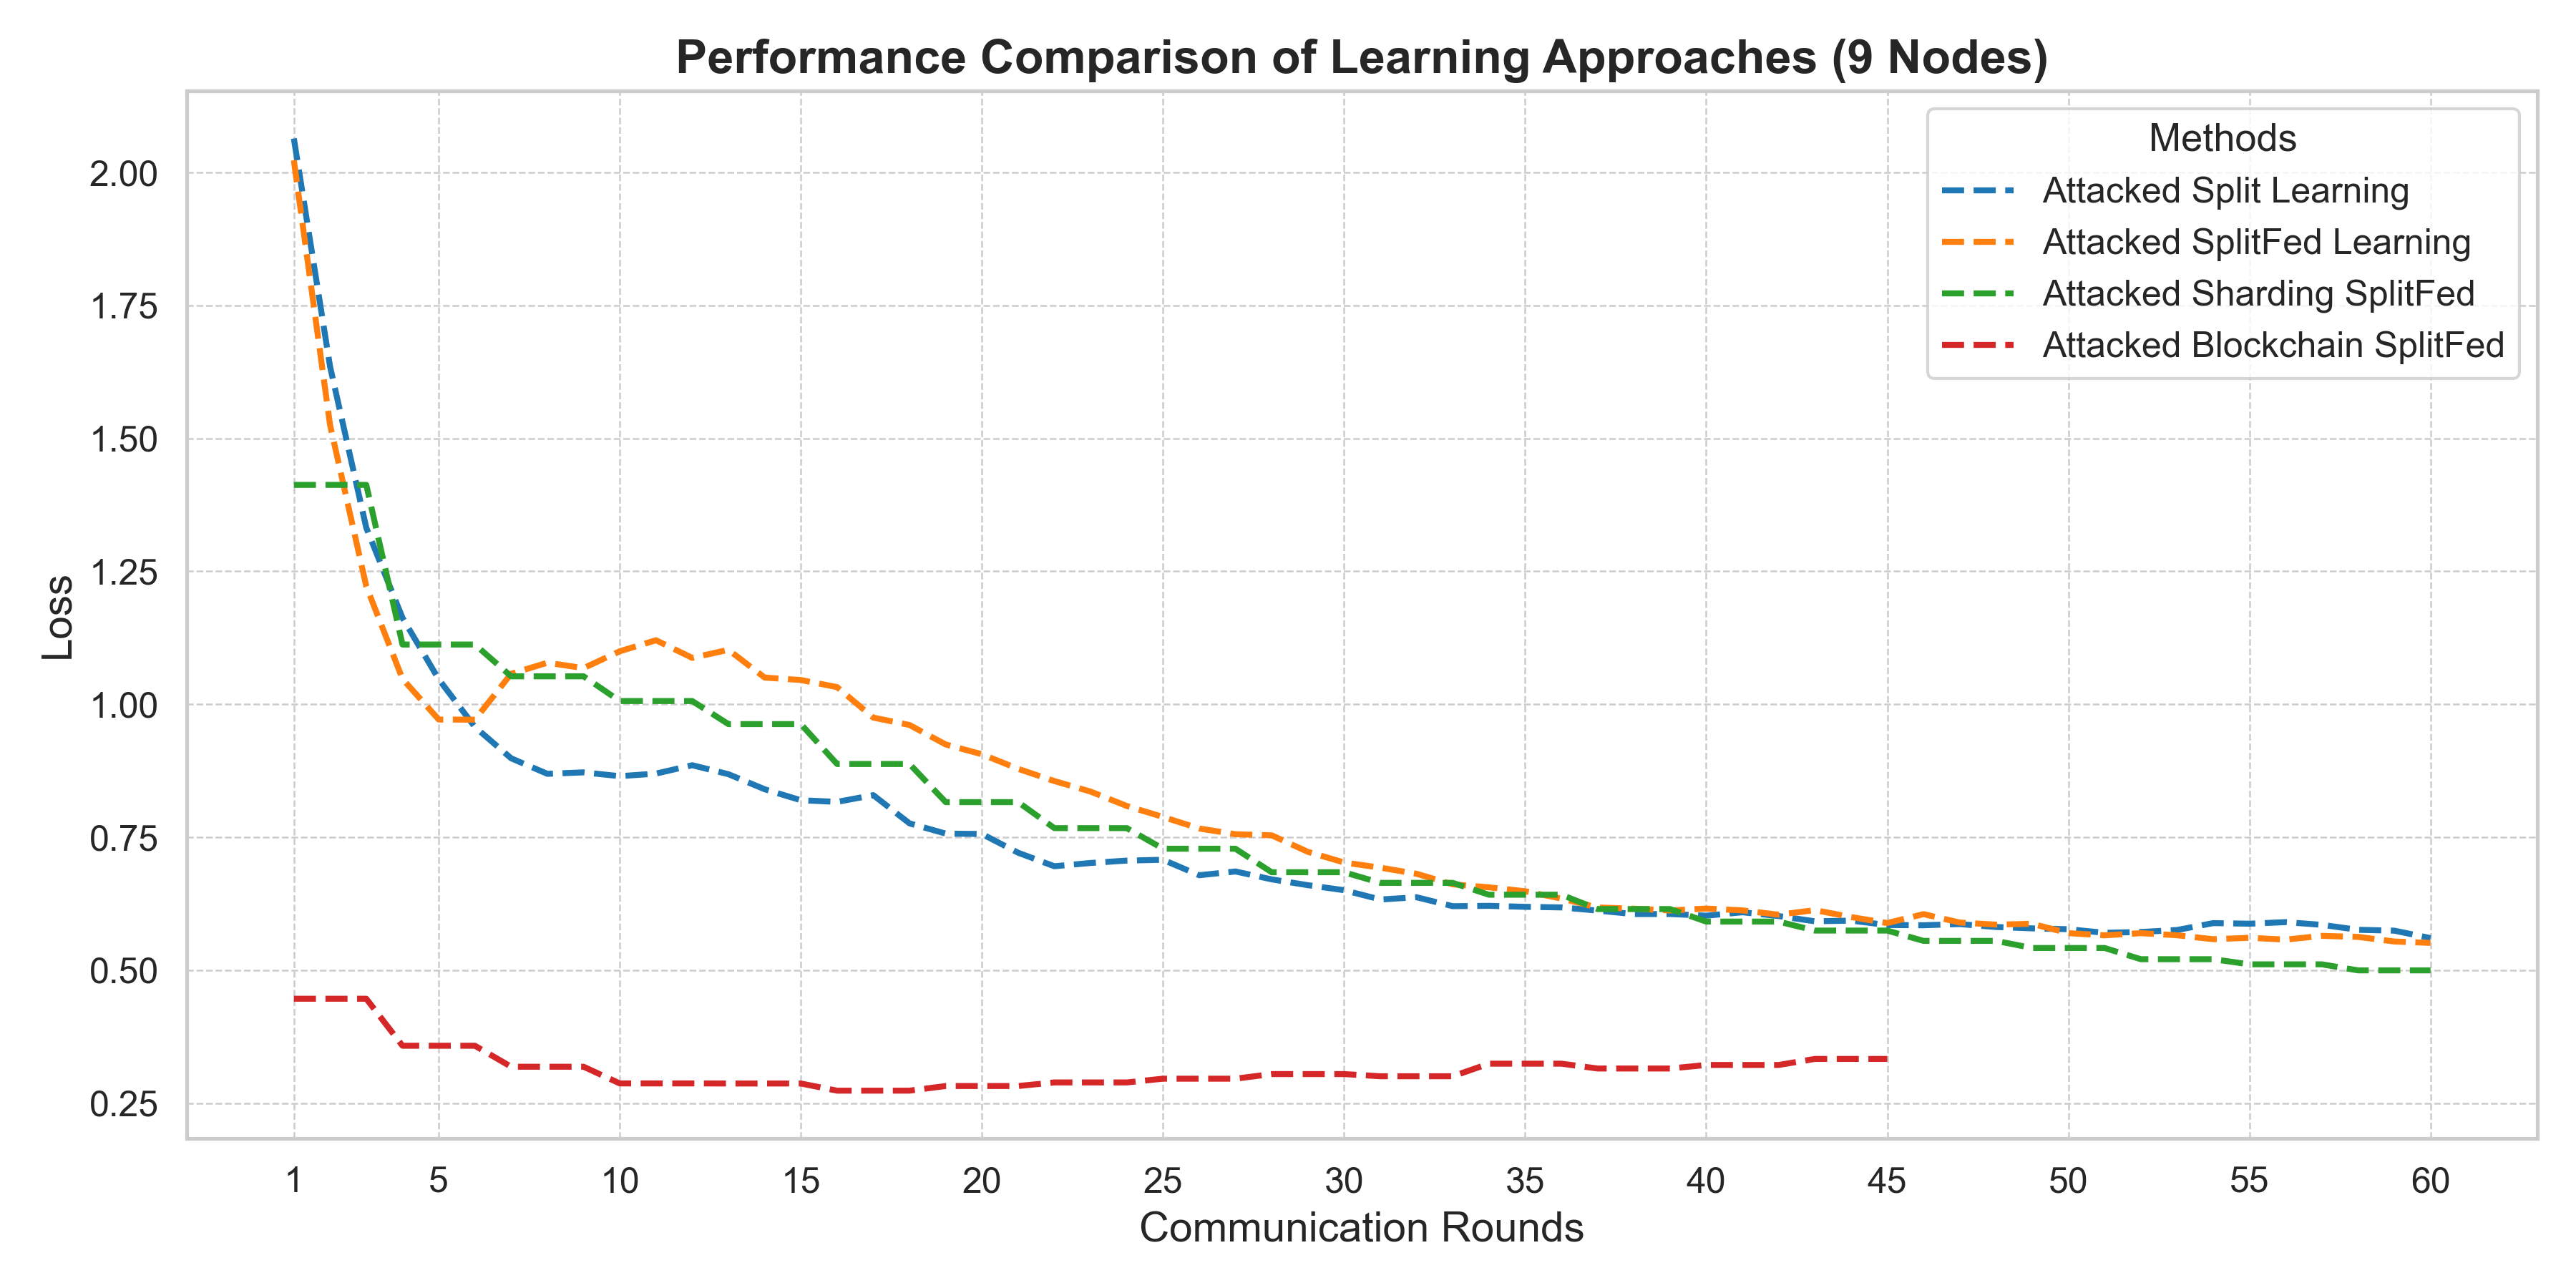 Performance Comparison of Learning Approaches (9 Nodes)
Methods
Attacked Split Learning
Attacked SplitFed Learning
Attacked Sharding SplitFed
Attacked Blockchain SplitFed
Loss
2.00
1.75
1.50
1.25
1.00
0.75
0.50
0.25
1 5 10 15 20 25 30 35 40 45 50 55 60
Communication Rounds